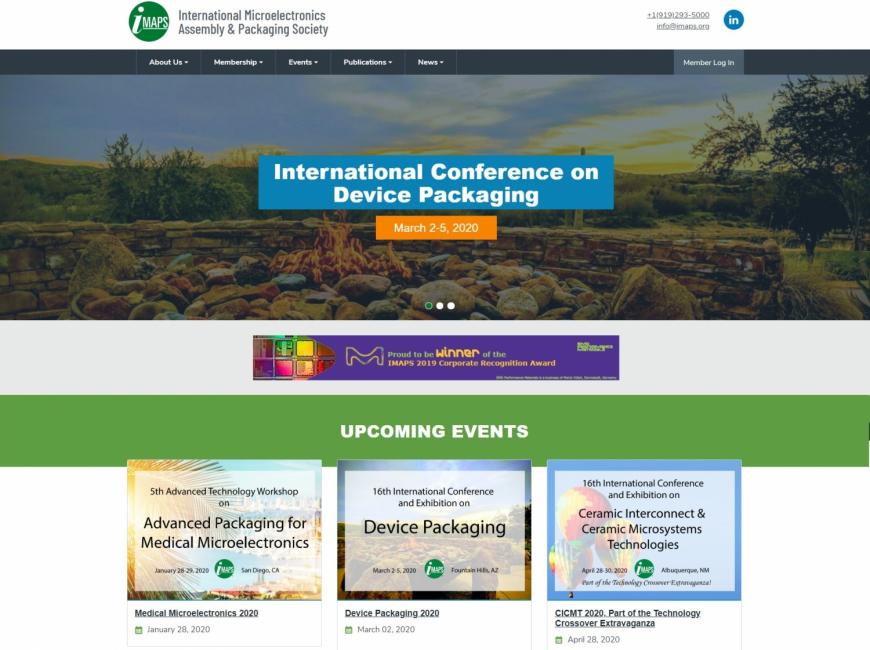 iMAPS
International Microelectronics
Assembly & Packaging Society
+1(919)293-5000
info@imaps.org
in
About Us
Membership
Events
Publications
News
Member Log In
International Conference on
Device Packaging
March 2-5, 2020
Proud to be winner of the
IMAPS 2019 Corporate Recognition Award
UPCOMING EVENTS
5th Advanced Technology Workshop
on
Advanced Packaging for
Medical Microelectronics
January 28-29, 2020 iMAPS San Diego, CA
Medical Microelectronics 2020
January 28, 2020
16th International Conference
and Exhibition on
Device Packaging
March 2-5, 2020 iMAPS Fountain Hills, AZ
Device Packaging 2020
March 02, 2020
16th International Conference
and Exhibition on
Ceramic Interconnect &
Ceramic Microsystems
Technologies
April 28-30, 2020 iMAPS Albuquerque, NM
Part of the Technology Crossover Extravaganza!
CICMT 2020, Part of the Technology
Crossover Extravaganza
April 28, 2020